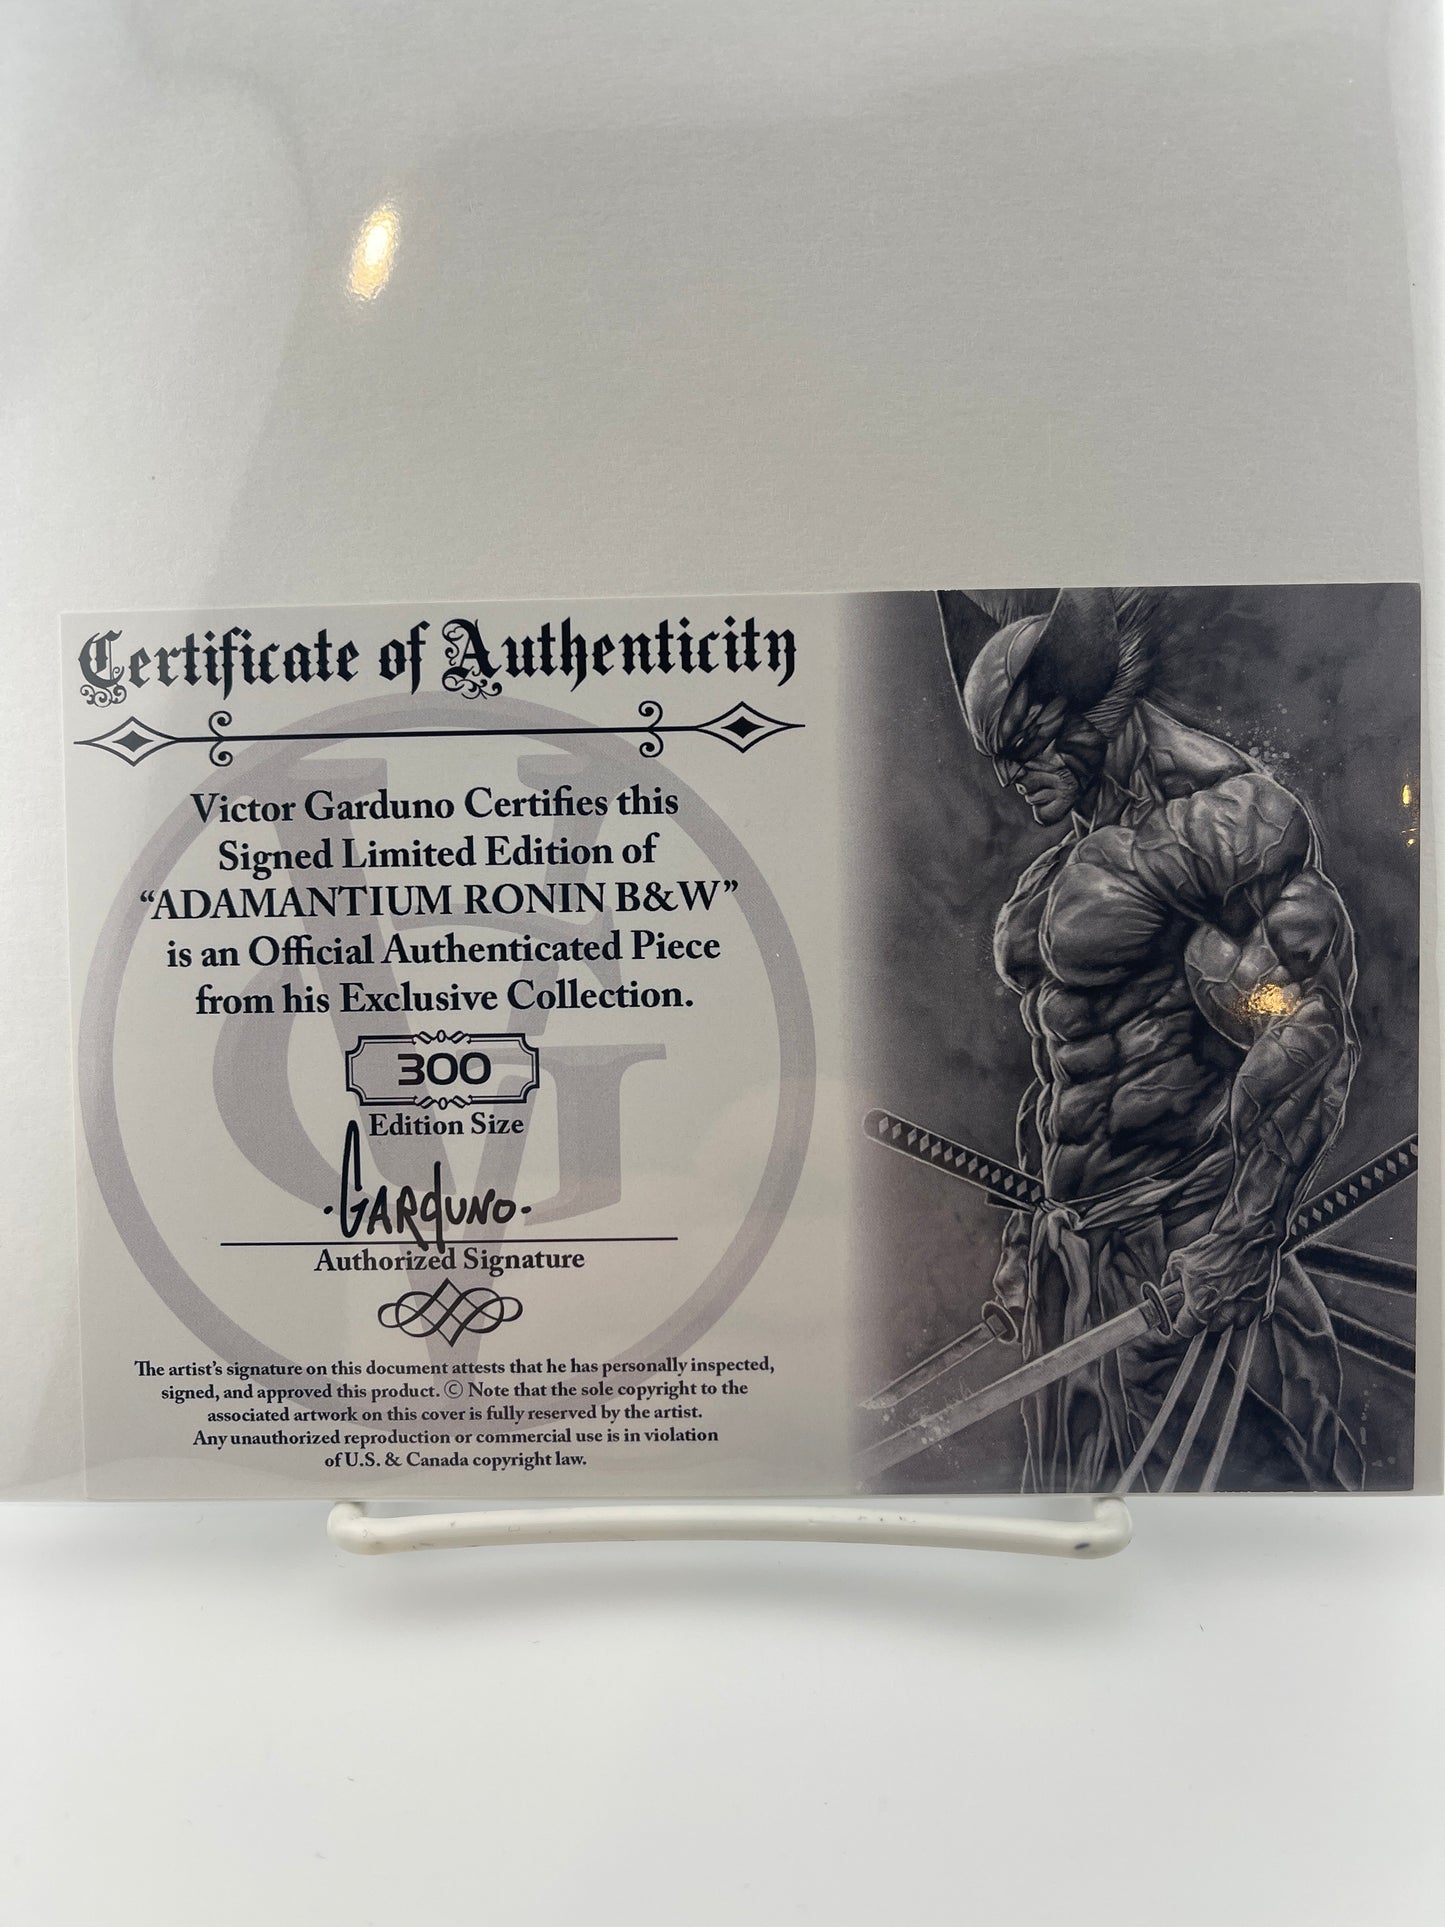 Certificate of Authenticity
Victor Garduno Certifies this
Signed Limited Edition of
“ADAMANTIUM RONIN B&W”
is an Official Authenticated Piece
from his Exclusive Collection.
300
Edition Size
·GARDUNO·
Authorized Signature
The artist’s signature on this document attests that he has personally inspected,
signed, and approved this product. Ⓒ Note that the sole copyright to the
associated artwork on this cover is fully reserved by the artist.
Any unauthorized reproduction or commercial use is in violation
of U.S. & Canada copyright law.
VG